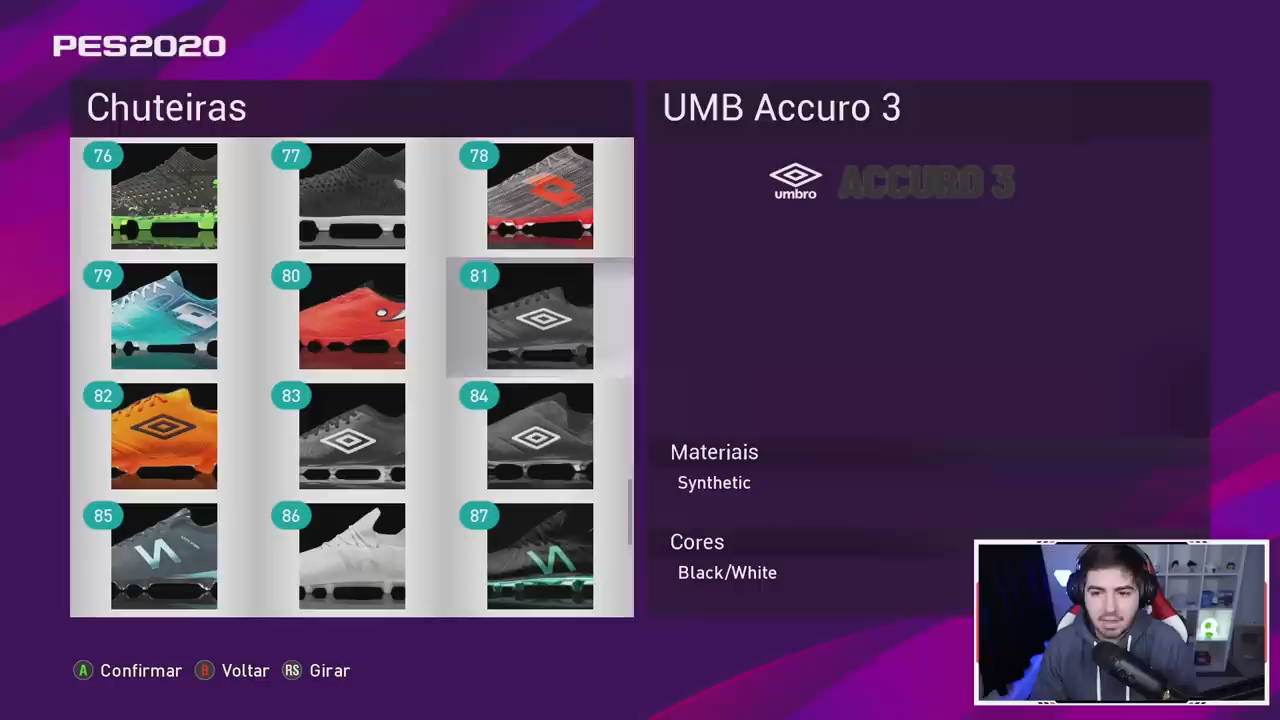 PES2020
Chuteiras
UMB Accuro 3
umbro
ACCURO 3
76
77
78
79
80
81
82
83
84
85
86
87
Materiais
Synthetic
Cores
Black/White
A Confirmar B Voltar RS Girar